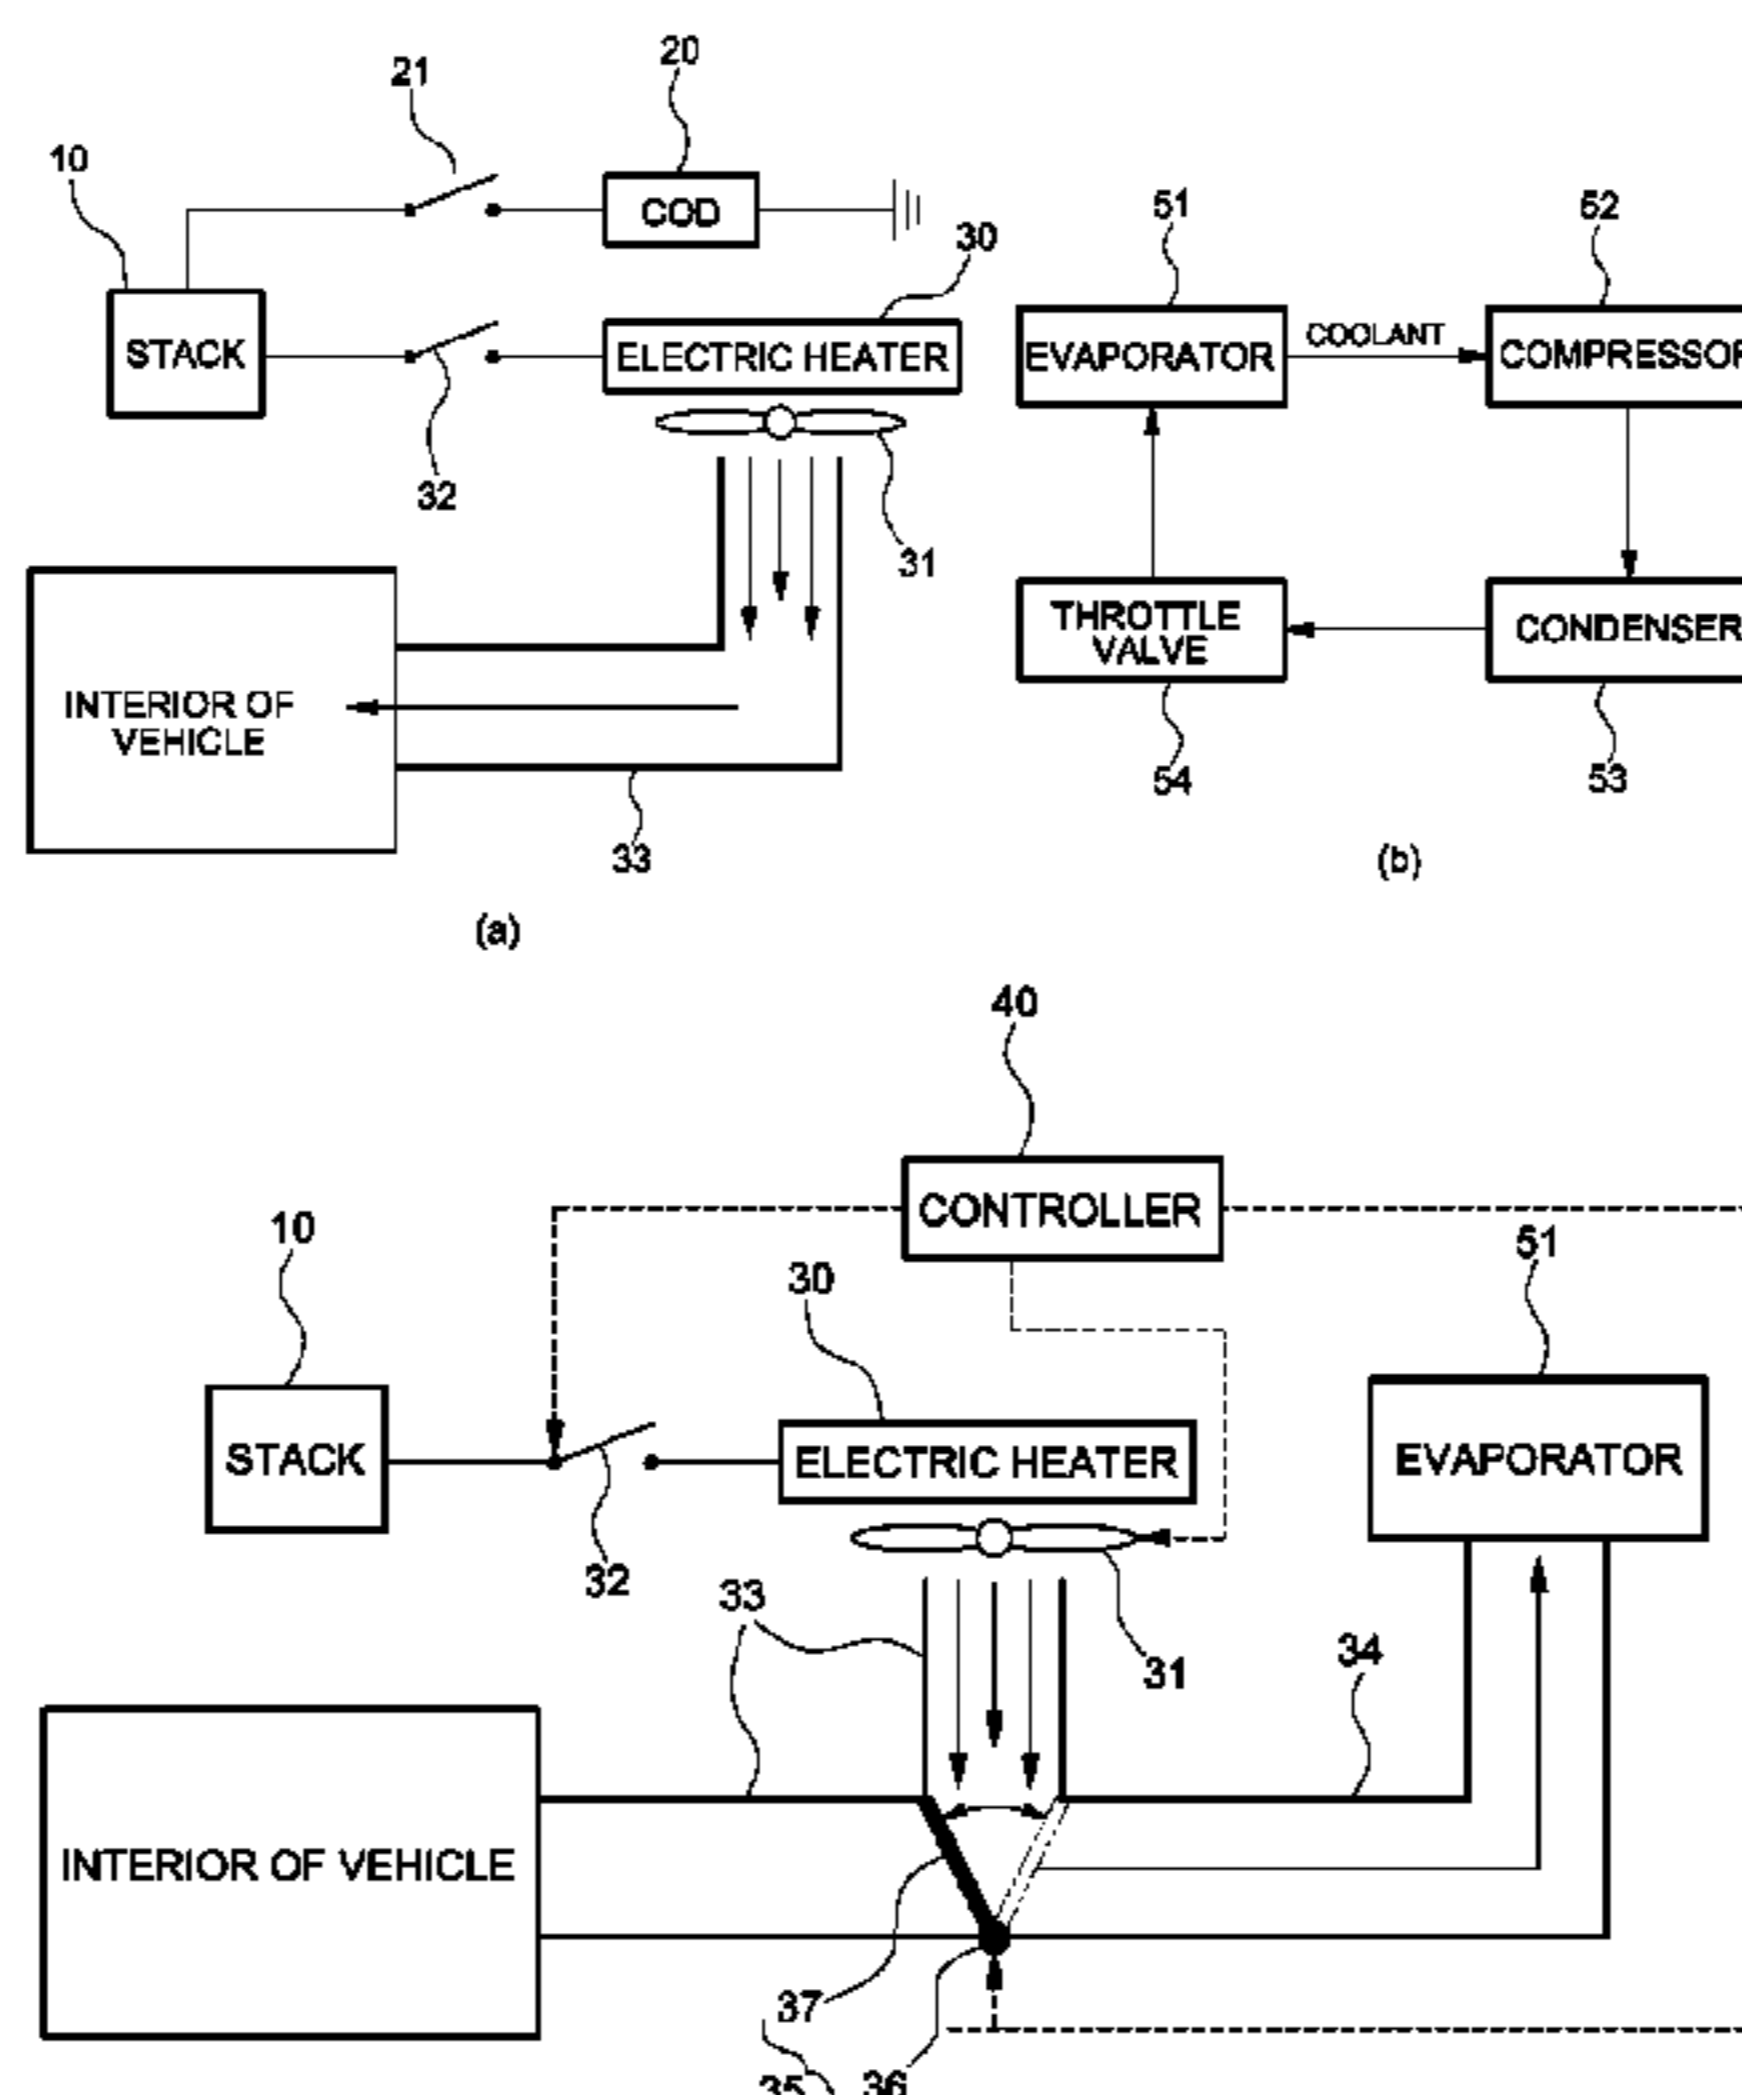 21
20
10
COD
30
51
52
STACK
ELECTRIC HEATER
EVAPORATOR
COOLANT
COMPRESSOR
32
31
THROTTLE
VALVE
CONDENSER
INTERIOR OF
VEHICLE
54
53
33
(b)
(a)
40
CONTROLLER
10
51
30
STACK
ELECTRIC HEATER
EVAPORATOR
32
33
31
34
INTERIOR OF VEHICLE
37
35
36